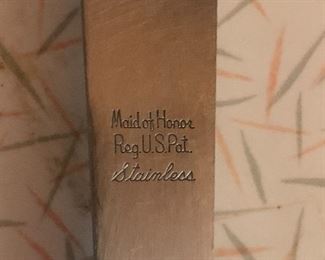 Maid of Honor
Reg. U.S. Pat.
Stainless